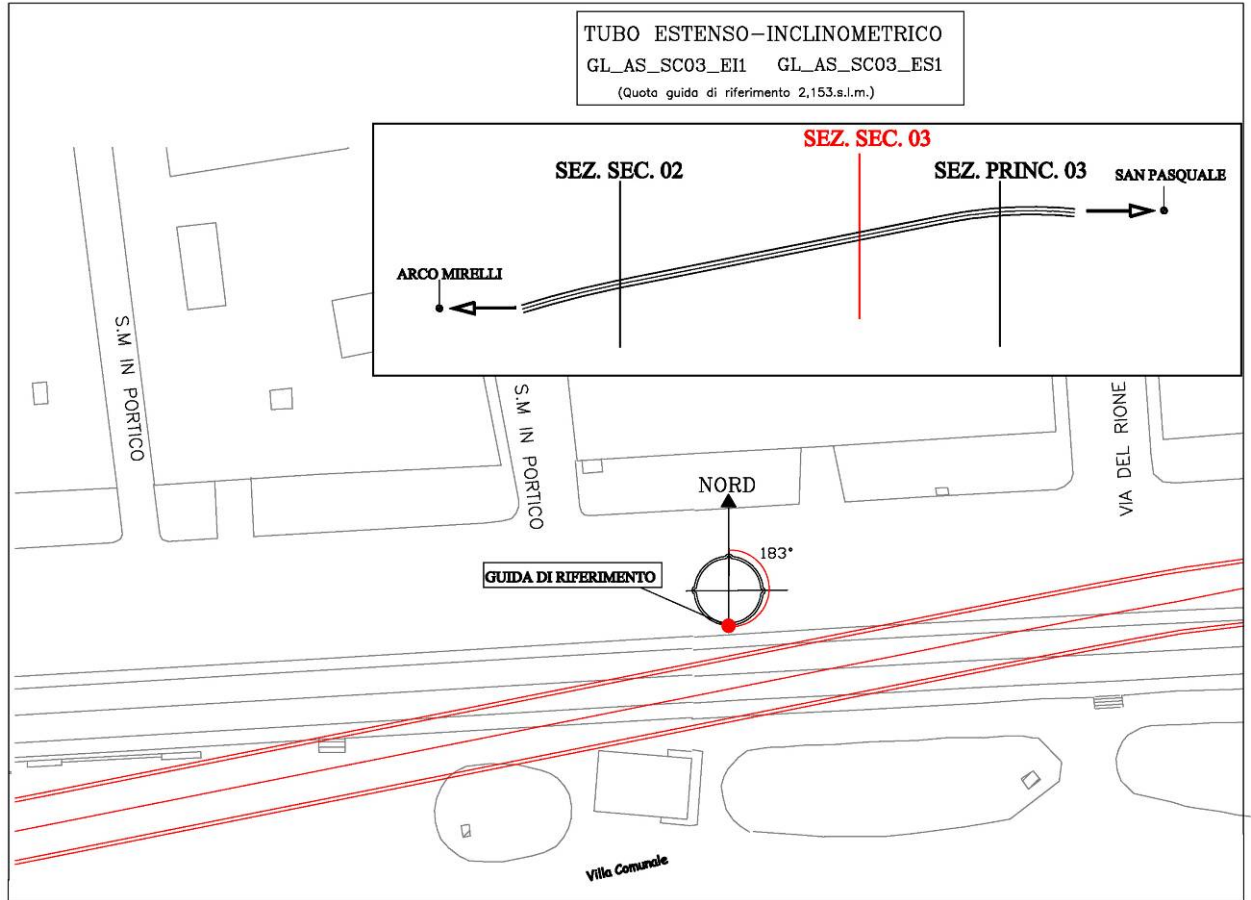 TUBO ESTENSO-INCLINOMETRICO
GL_AS_SC03_EI1 GL_AS_SC03_ES1
(Quota guida di riferimento 2,153.s.l.m.)
SEZ. SEC. 03
SEZ. SEC. 02
SEZ. PRINC. 03
SAN PASQUALE
ARCO MIRELLI
S.M IN PORTICO
S.M IN PORTICO
VIA DEL RIONE
NORD
183°
GUIDA DI RIFERIMENTO
Villa Comunale